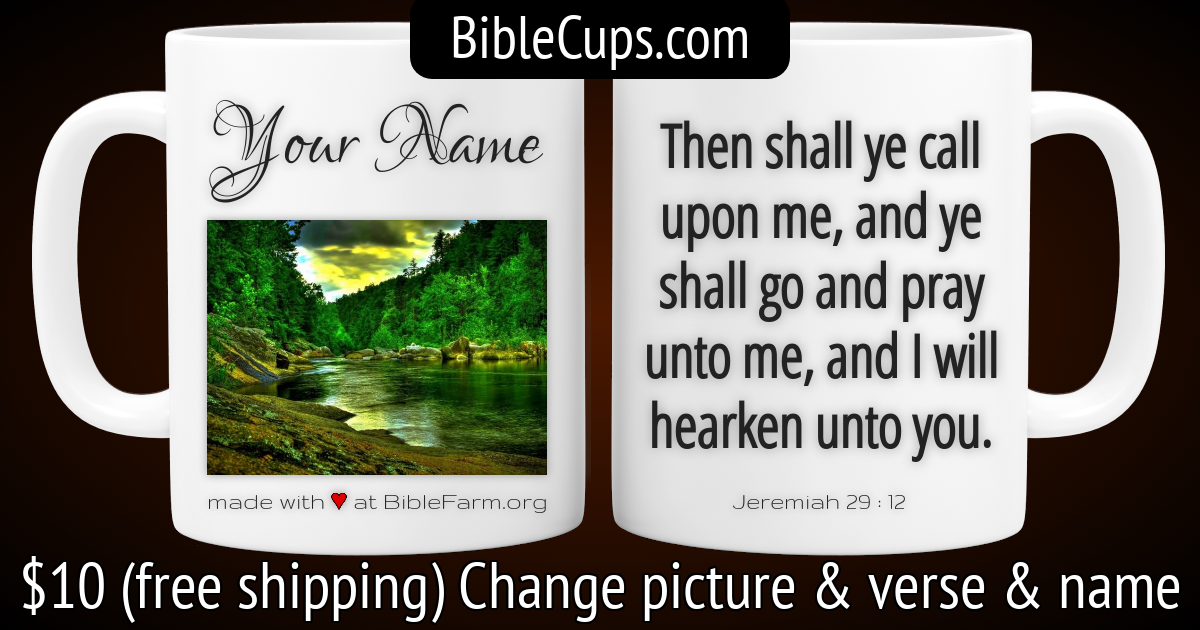 BibleCups.com
Your Name
made with ♥ at BibleFarm.org
Then shall ye call
upon me, and ye
shall go and pray
unto me, and I will
hearken unto you.
Jeremiah 29 : 12
$10 (free shipping) Change picture & verse & name